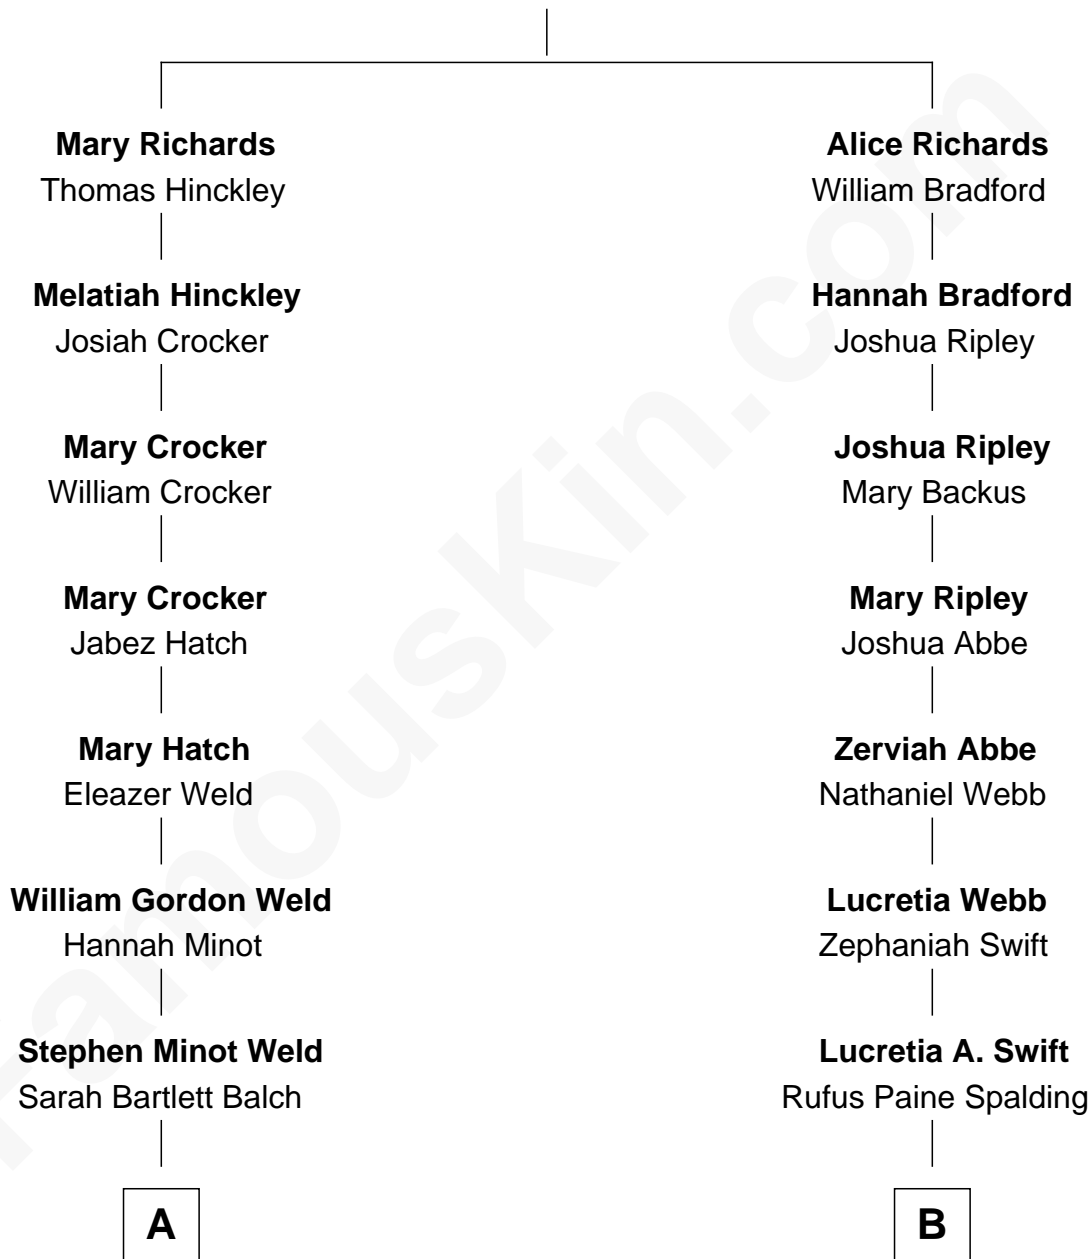 Mary Richards
Thomas Hinckley
Melatiah Hinckley
Josiah Crocker
Mary Crocker
William Crocker
Mary Crocker
Jabez Hatch
Mary Hatch
Eleazer Weld
William Gordon Weld
Hannah Minot
Stephen Minot Weld
Sarah Bartlett Balch
A
Alice Richards
William Bradford
Hannah Bradford
Joshua Ripley
Joshua Ripley
Mary Backus
Mary Ripley
Joshua Abbe
Zerviah Abbe
Nathaniel Webb
Lucretia Webb
Zephaniah Swift
Lucretia A. Swift
Rufus Paine Spalding
B
FamousKin.com